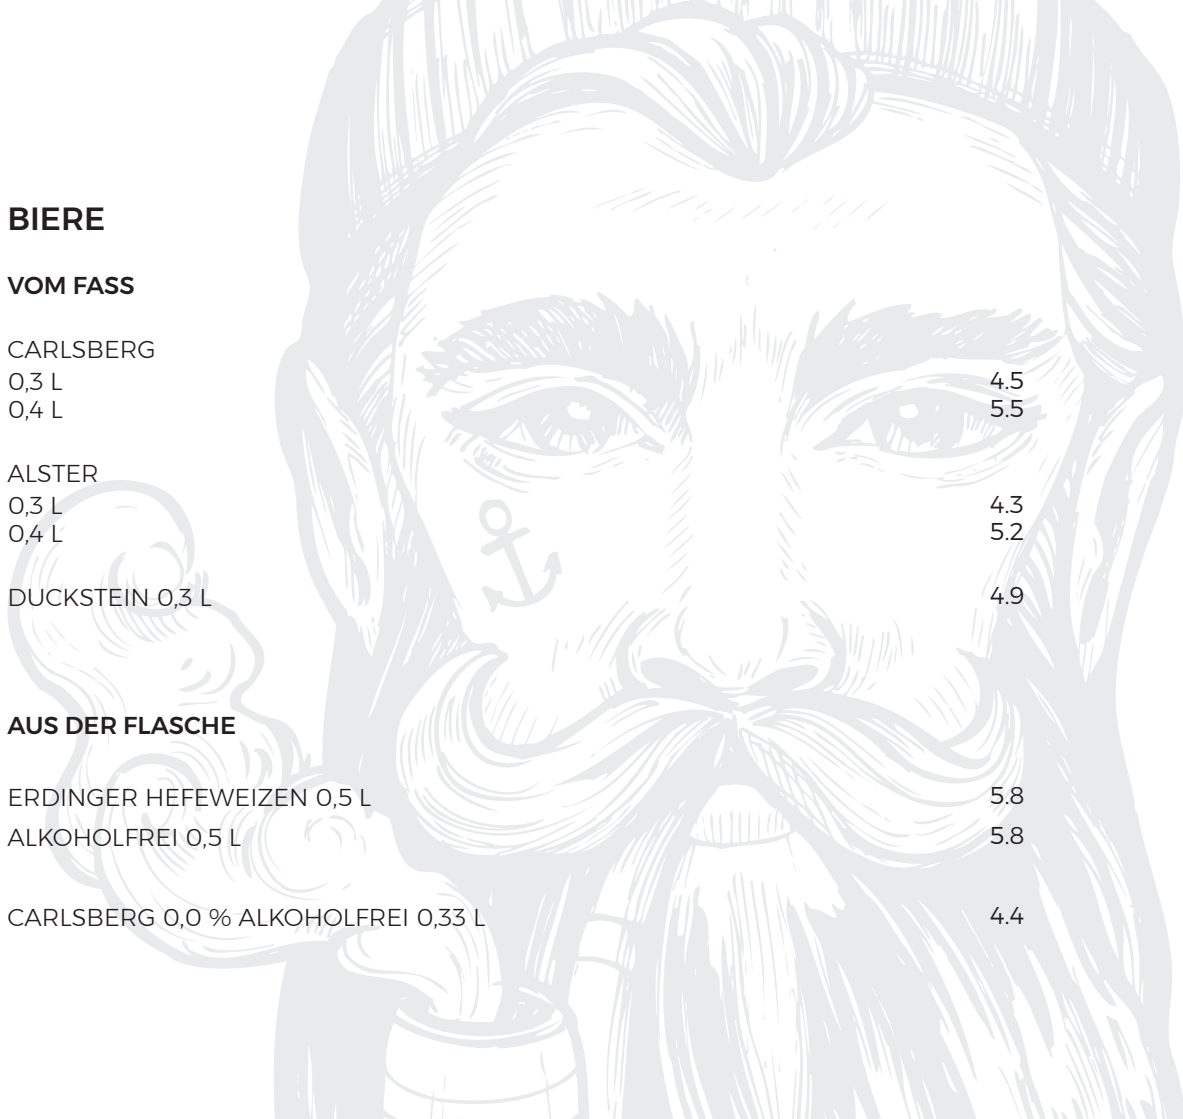 BIERE
VOM FASS
CARLSBERG
0,3 L 4.5
0,4 L 5.5
ALSTER
0,3 L 4.3
0,4 L 5.2
DUCKSTEIN 0,3 L 4.9
AUS DER FLASCHE
ERDINGER HEFEWEIZEN 0,5 L 5.8
ALKOHOLFREI 0,5 L 5.8
CARLSBERG 0,0 % ALKOHOLFREI 0,33 L 4.4